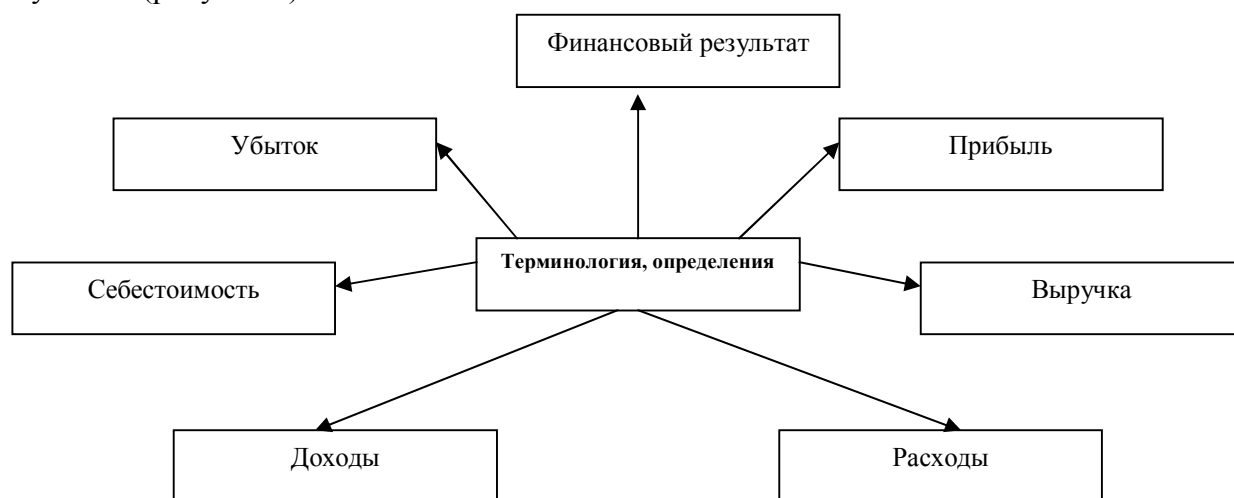 Финансовый результат
Убыток
Прибыль
Терминология, определения
Себестоимость
Выручка
Доходы
Расходы